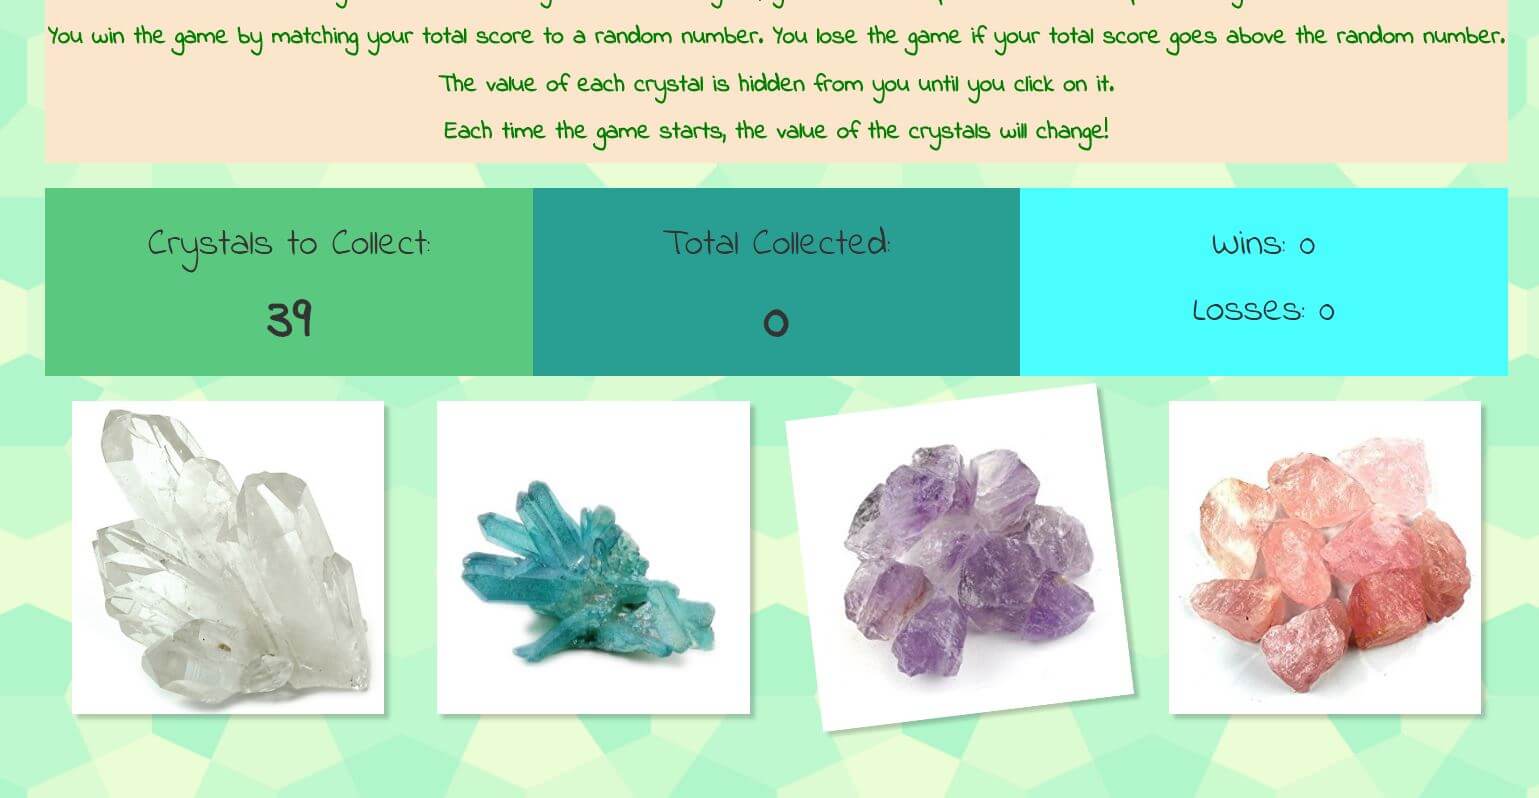 You win the game by matching your total score to a random number. You lose the game if your total score goes above the random number.
The value of each crystal is hidden from you until you click on it.
Each time the game starts, the value of the crystals will change!
Crystals to Collect:
39
Total Collected:
0
Wins: 0
Losses: 0